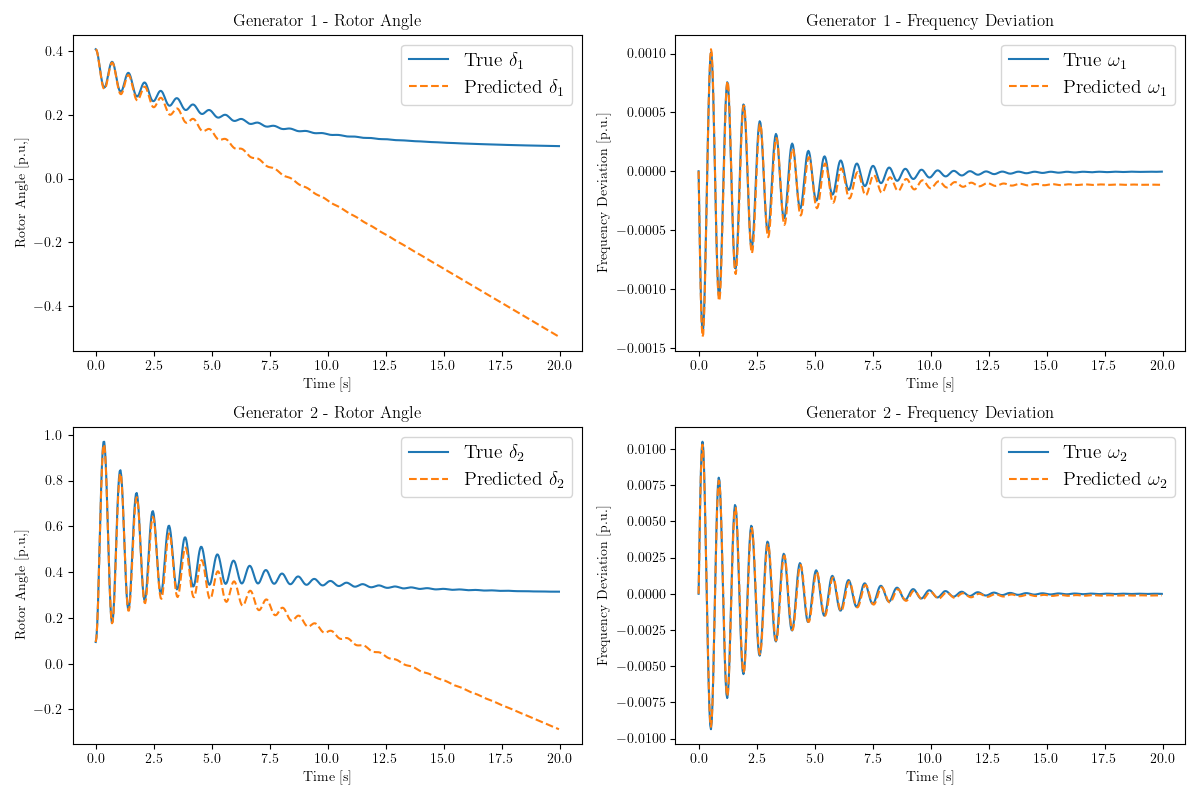 Generator 1 - Rotor Angle
True δ₁
Predicted δ₁
0.4
0.2
0.0
−0.2
−0.4
Rotor Angle [p.u.]
0.0 2.5 5.0 7.5 10.0 12.5 15.0 17.5 20.0
Time [s]
Generator 1 - Frequency Deviation
True ω₁
Predicted ω₁
0.0010
0.0005
0.0000
−0.0005
−0.0010
−0.0015
Frequency Deviation [p.u.]
0.0 2.5 5.0 7.5 10.0 12.5 15.0 17.5 20.0
Time [s]
Generator 2 - Rotor Angle
True δ₂
Predicted δ₂
1.0
0.8
0.6
0.4
0.2
0.0
−0.2
Rotor Angle [p.u.]
0.0 2.5 5.0 7.5 10.0 12.5 15.0 17.5 20.0
Time [s]
Generator 2 - Frequency Deviation
True ω₂
Predicted ω₂
0.0100
0.0075
0.0050
0.0025
0.0000
−0.0025
−0.0050
−0.0075
−0.0100
Frequency Deviation [p.u.]
0.0 2.5 5.0 7.5 10.0 12.5 15.0 17.5 20.0
Time [s]